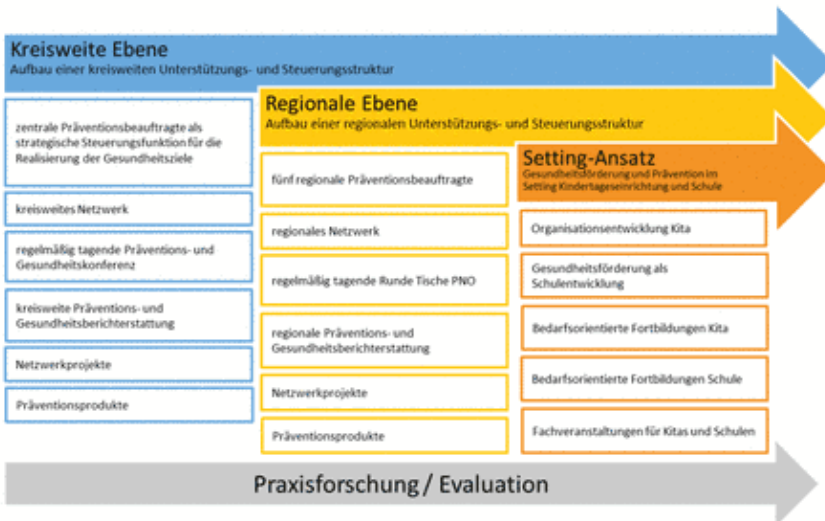 Kreisweite Ebene
Aufbau einer kreisweiten Unterstützungs- und Steuerungsstruktur
zentrale Präventionsbeauftragte als
strategische Steuerungsfunktion für die
Realisierung der Gesundheitsziele
kreisweites Netzwerk
regelmäßig tagende Präventions- und
Gesundheitskonferenz
kreisweite Präventions- und
Gesundheitsberichterstattung
Netzwerkprojekte
Präventionsprodukte
Regionale Ebene
Aufbau einer regionalen Unterstützungs- und Steuerungsstruktur
fünf regionale Präventionsbeauftragte
regionales Netzwerk
regelmäßig tagende Runde Tische PNO
regionale Präventions- und
Gesundheitsberichterstattung
Netzwerkprojekte
Präventionsprodukte
Setting-Ansatz
Gesundheitsförderung und Prävention im
Setting Kindertageseinrichtung und Schule
Organisationsentwicklung Kita
Gesundheitsförderung als
Schulentwicklung
Bedarfsorientierte Fortbildungen Kita
Bedarfsorientierte Fortbildungen Schule
Fachveranstaltungen für Kitas und Schulen
Praxisforschung / Evaluation